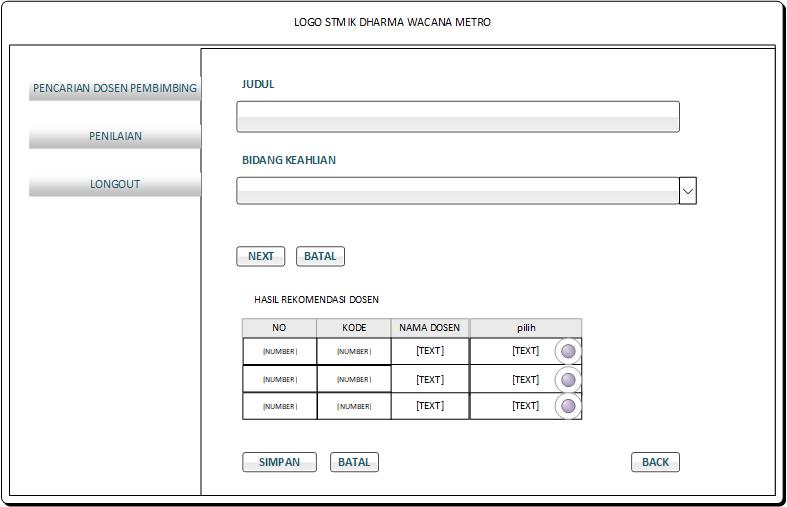 LOGO STMIK DHARMA WACANA METRO
PENCARIAN DOSEN PEMBIMBING
PENILAIAN
LONGOUT
JUDUL
BIDANG KEAHLIAN
NEXT BATAL
HASIL REKOMENDASI DOSEN
NO KODE NAMA DOSEN pilih
[NUMBER] [NUMBER] [TEXT] [TEXT]
[NUMBER] [NUMBER] [TEXT] [TEXT]
[NUMBER] [NUMBER] [TEXT] [TEXT]
SIMPAN BATAL BACK